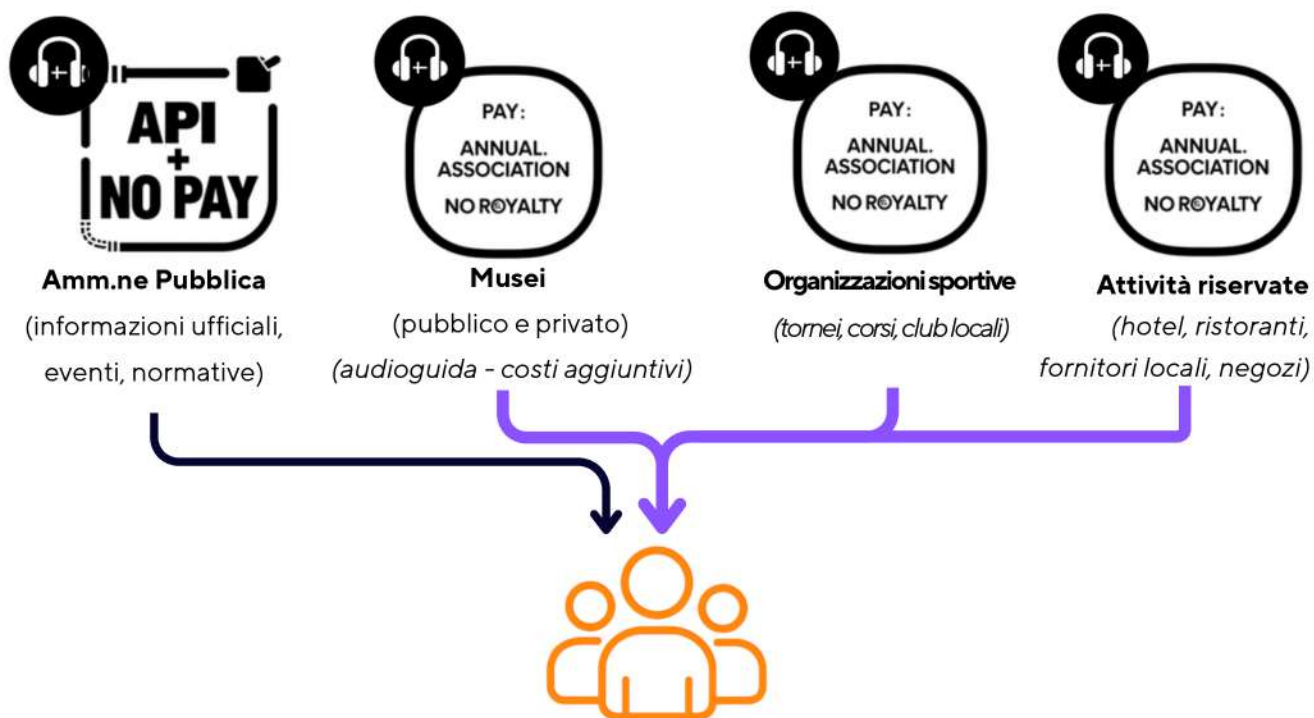 API
+
NO PAY
Amm.ne Pubblica
(informazioni ufficiali,
eventi, normative)
PAY:
ANNUAL.
ASSOCIATION
NO ROYALTY
Musei
(pubblico e privato)
(audioguida - costi aggiuntivi)
PAY:
ANNUAL.
ASSOCIATION
NO ROYALTY
Organizzazioni sportive
(tornei, corsi, club locali)
PAY:
ANNUAL.
ASSOCIATION
NO ROYALTY
Attività riservate
(hotel, ristoranti,
fornitori locali, negozi)